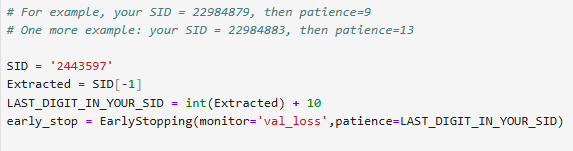 # For example, your SID = 22984879, then patience=9
# One more example: your SID = 22984883, then patience=13
SID = '2443597'
Extracted = SID[-1]
LAST_DIGIT_IN_YOUR_SID = int(Extracted) + 10
early_stop = EarlyStopping(monitor='val_loss',patience=LAST_DIGIT_IN_YOUR_SID)